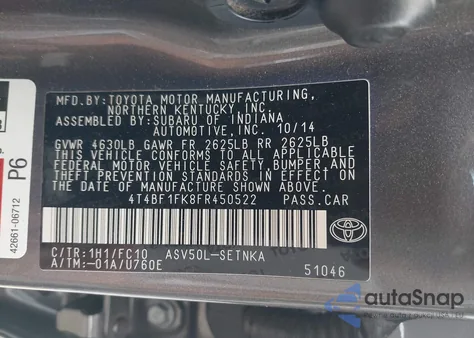 MFD.BY:TOYOTA MOTOR MANUFACTURING,
NORTHERN KENTUCKY INC.
ASSEMBLED BY:SUBARU OF INDIANA
AUTOMOTIVE,INC. 10/14
GVWR 4630LB GAWR FR 2625LB RR 2625LB
THIS VEHICLE CONFORMS TO ALL APPLICABLE
FEDERAL MOTOR VEHICLE SAFETY,BUMPER,AND
THEFT PREVENTION STANDARDS IN EFFECT ON
THE DATE OF MANUFACTURE SHOWN ABOVE.
4T4BF1FK8FR450522 PASS.CAR
C/TR:1H1/FC10 ASV50L-SETNKA
A/TM:-01A/U760E 51046
TOYOTA
P6
42661-06712
autoSnap